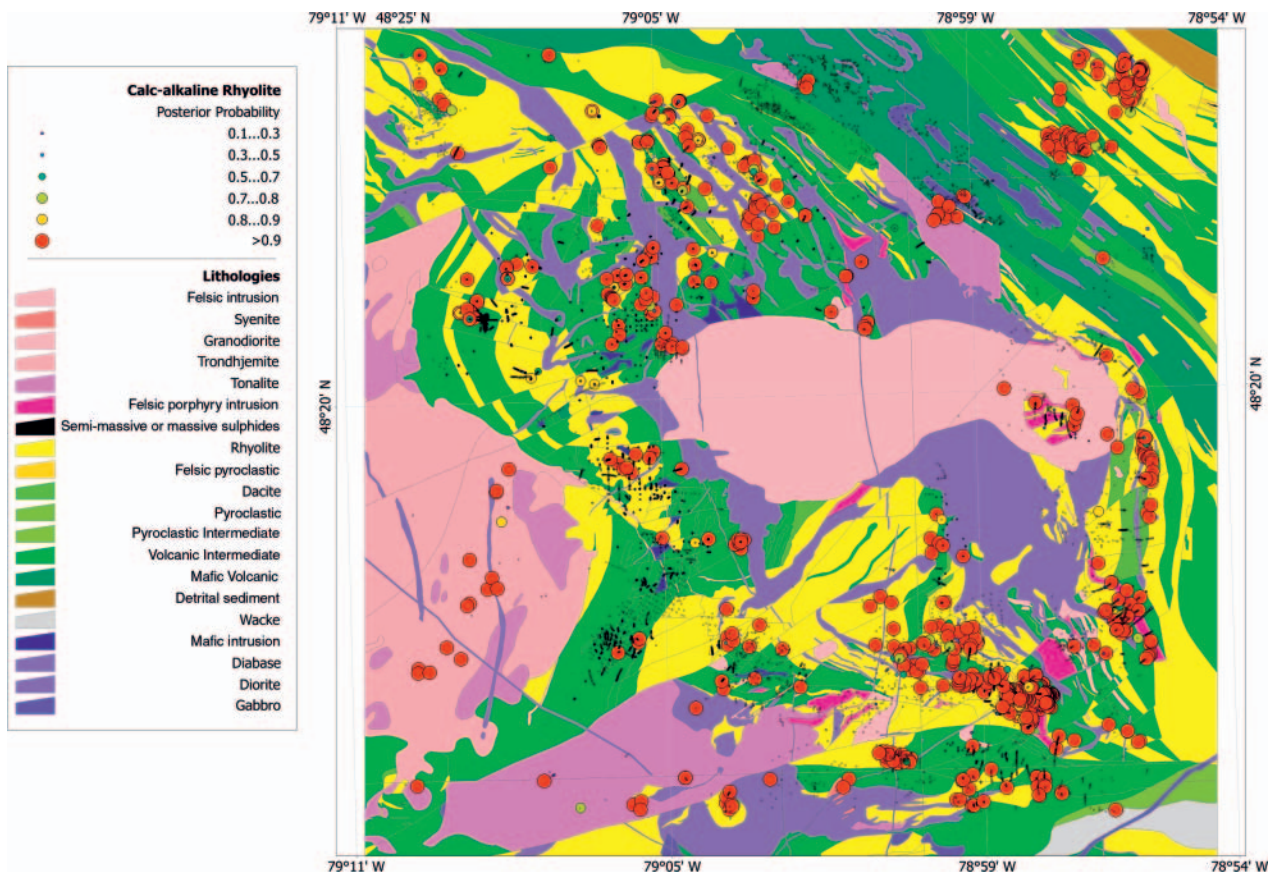 79°11' W 48°25' N 79°05' W 78°59' W 78°54' W
Calc-alkaline Rhyolite
Posterior Probability
0.1...0.3
0.3...0.5
0.5...0.7
0.7...0.8
0.8...0.9
>0.9
Lithologies
Felsic intrusion
Syenite
Granodiorite
Trondhjemite
Tonalite
Felsic porphyry intrusion
Semi-massive or massive sulphides
Rhyolite
Felsic pyroclastic
Dacite
Pyroclastic
Pyroclastic Intermediate
Volcanic Intermediate
Mafic Volcanic
Detrital sediment
Wacke
Mafic intrusion
Diabase
Diorite
Gabbro
48°20' N
48°20' N
79°11' W 79°05' W 78°59' W 78°54' W